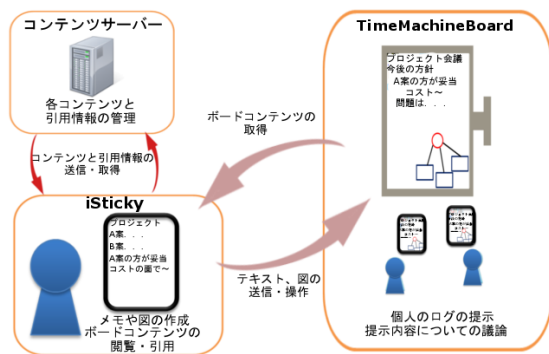 コンテンツサーバー
各コンテンツと
引用情報の管理
コンテンツと引用情報の
送信・取得
iSticky
プロジェクト
A案. . .
B案. . .
A案の方が妥当
コストの面で～
メモや図の作成
ボードコンテンツの
閲覧・引用
ボードコンテンツの
取得
テキスト、図の
送信・操作
TimeMachineBoard
プロジェクト会議
今後の方針
A案の方が妥当
コスト～
問題は. . .
個人のログの提示
提示内容についての議論